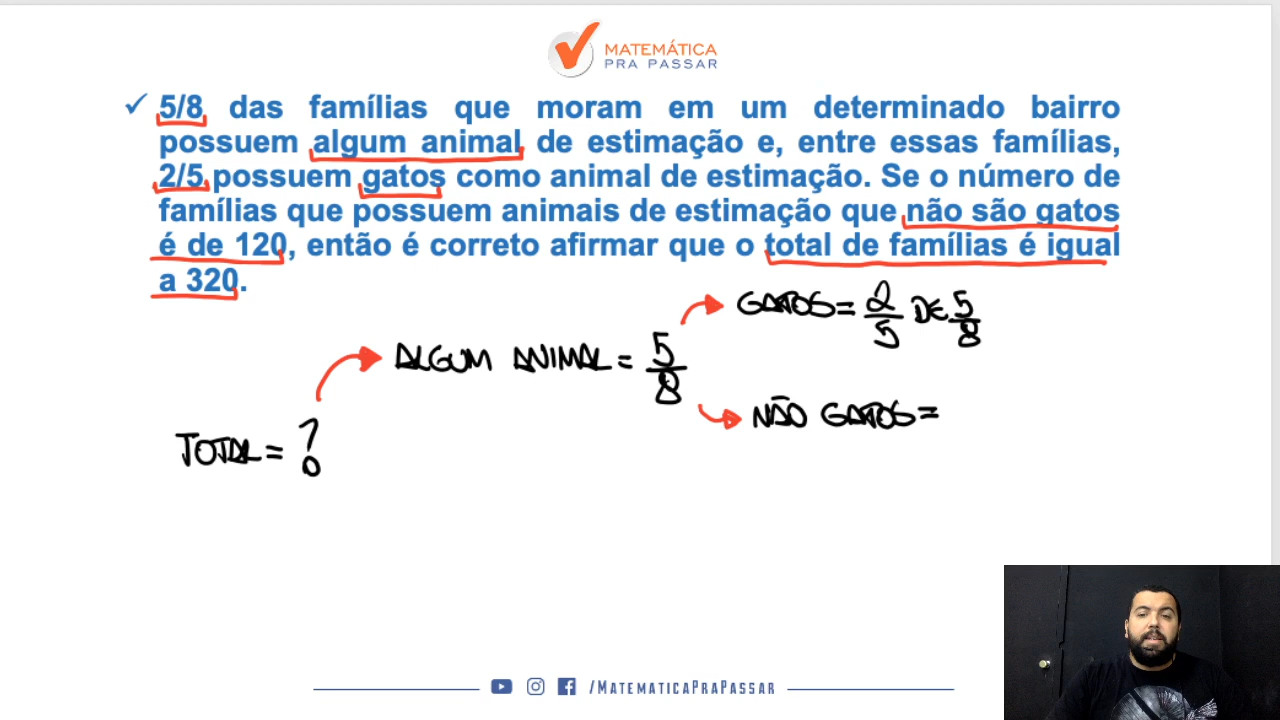 MATEMÁTICA
PRA PASSAR
✓ 5/8 das famílias que moram em um determinado bairro
possuem algum animal de estimação e, entre essas famílias,
2/5 possuem gatos como animal de estimação. Se o número de
famílias que possuem animais de estimação que não são gatos
é de 120, então é correto afirmar que o total de famílias é igual
a 320.
GATOS = 2/5 DE 5/8
ALGUM ANIMAL = 5/8
NÃO GATOS =
TOTAL = ?
/MATEMATICAPRAPASSAR